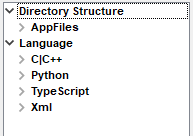 Directory Structure
AppFiles
Language
C|C++
Python
TypeScript
Xml